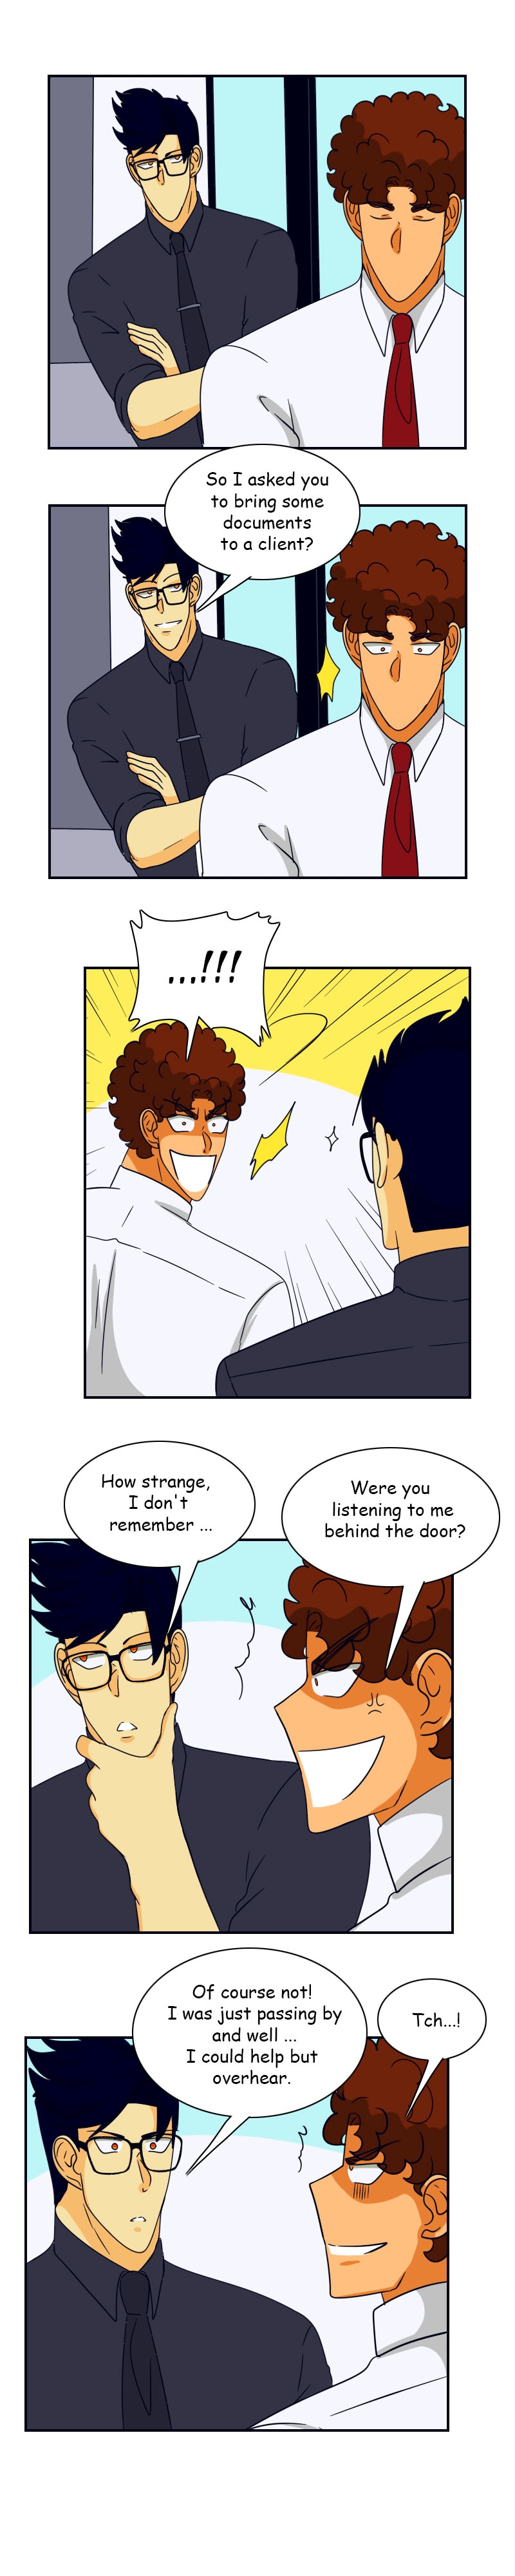 So I asked you
to bring some
documents
to a client?
...!!!
How strange,
I don't
remember ...
Were you
listening to me
behind the door?
Of course not!
I was just passing by
and well ...
I could help but
overhear.
Tch...!